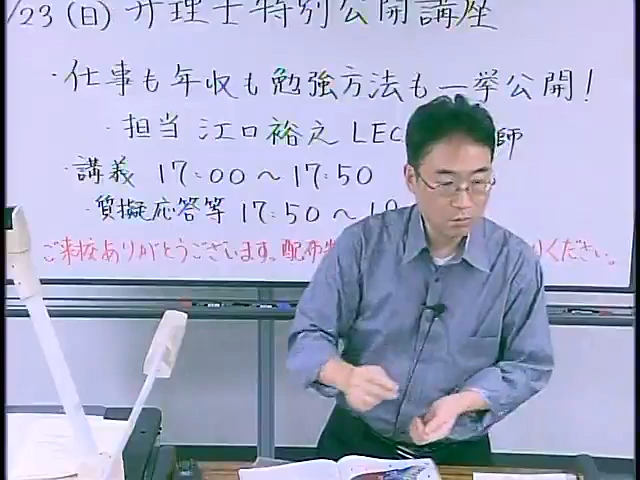 /23(日)弁理士特別公開講座
・仕事も年収も勉強方法も一挙公開!
・担当 江口裕之 LEC 師
・講義 17:00～17:50
・質疑応答等 17:50～18
ご来校ありがとうございます。配布 りください。